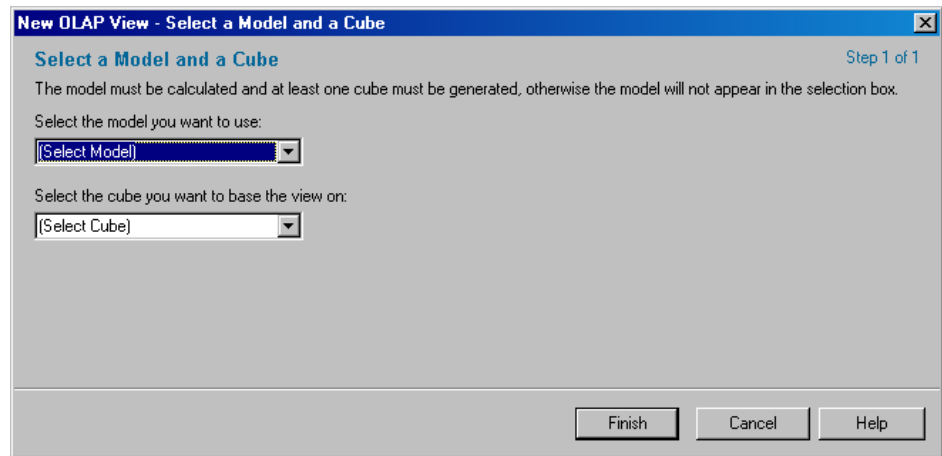 New OLAP View - Select a Model and a Cube
Select a Model and a Cube
Step 1 of 1
The model must be calculated and at least one cube must be generated, otherwise the model will not appear in the selection box.
Select the model you want to use:
(Select Model)
Select the cube you want to base the view on:
(Select Cube)
Finish
Cancel
Help